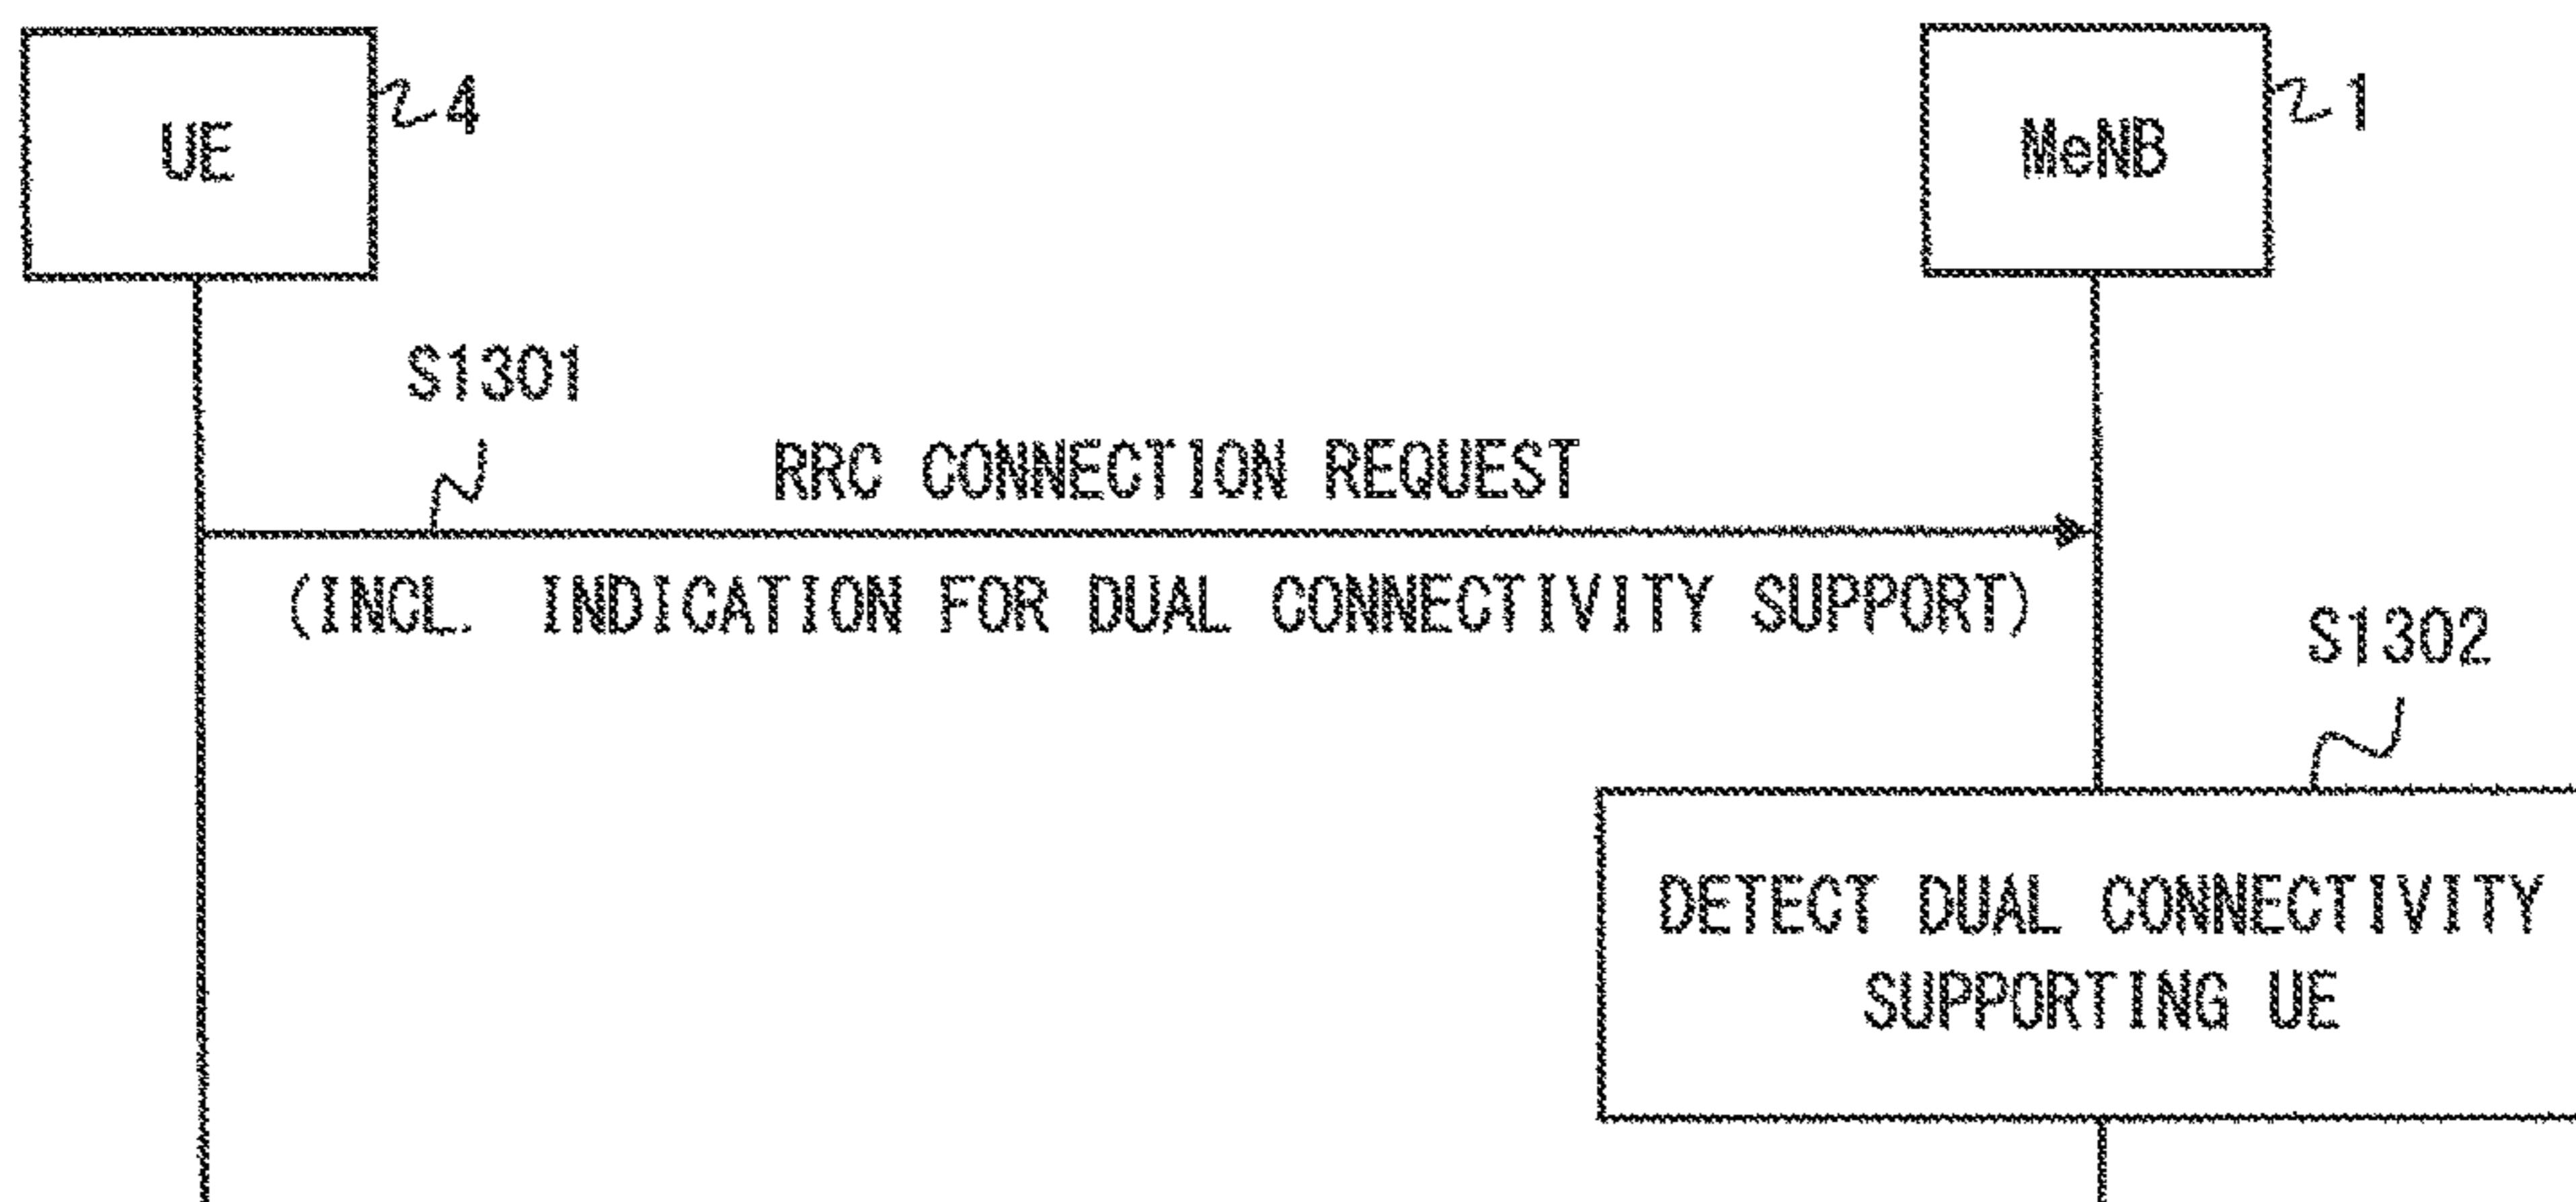 UE
4
MeNB
1
S1301
RRC CONNECTION REQUEST
(INCL. INDICATION FOR DUAL CONNECTIVITY SUPPORT)
S1302
DETECT DUAL CONNECTIVITY
SUPPORTING UE